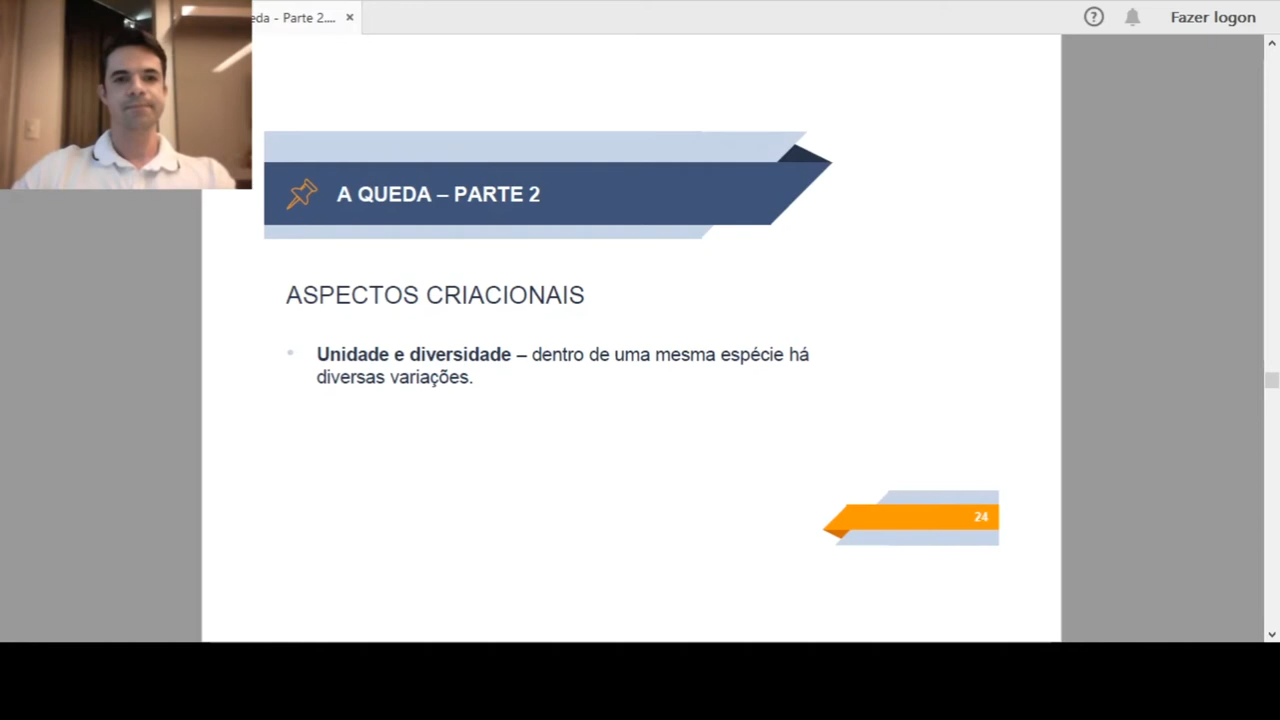 eda - Parte 2....
Fazer logon
A QUEDA – PARTE 2
ASPECTOS CRIACIONAIS
Unidade e diversidade – dentro de uma mesma espécie há
diversas variações.
24